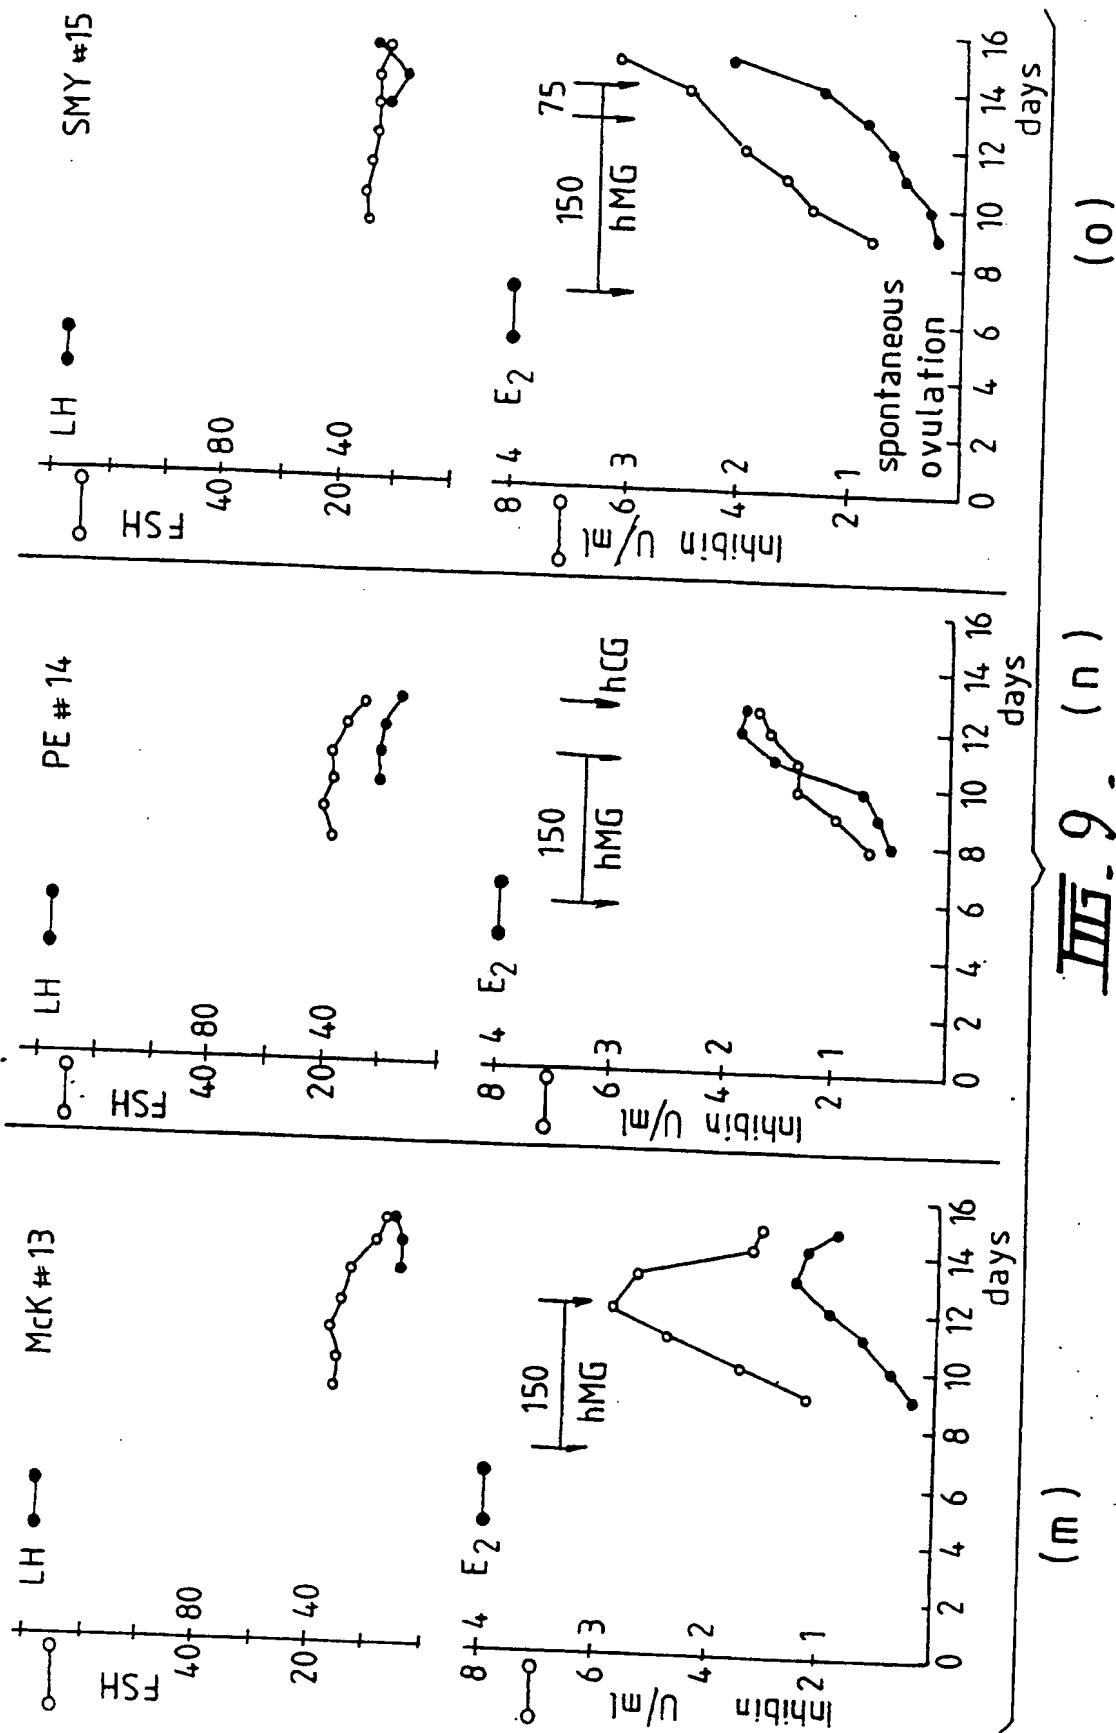 McK #13
LH
FSH
40 80
20 40
E2
8 4
6 3
4 2
2 1
Inhibin U/ml
150
hMG
0 2 4 6 8 10 12 14 16
days
(m)
PE #14
LH
FSH
40 80
20 40
E2
8 4
6 3
4 2
2 1
Inhibin U/ml
150
hMG
hCG
0 2 4 6 8 10 12 14 16
days
(n)
SMY #15
LH
FSH
40 80
20 40
E2
8 4
6 3
4 2
2 1
Inhibin U/ml
150
hMG
75
spontaneous
ovulation
0 2 4 6 8 10 12 14 16
days
(o)
FIG. 9.